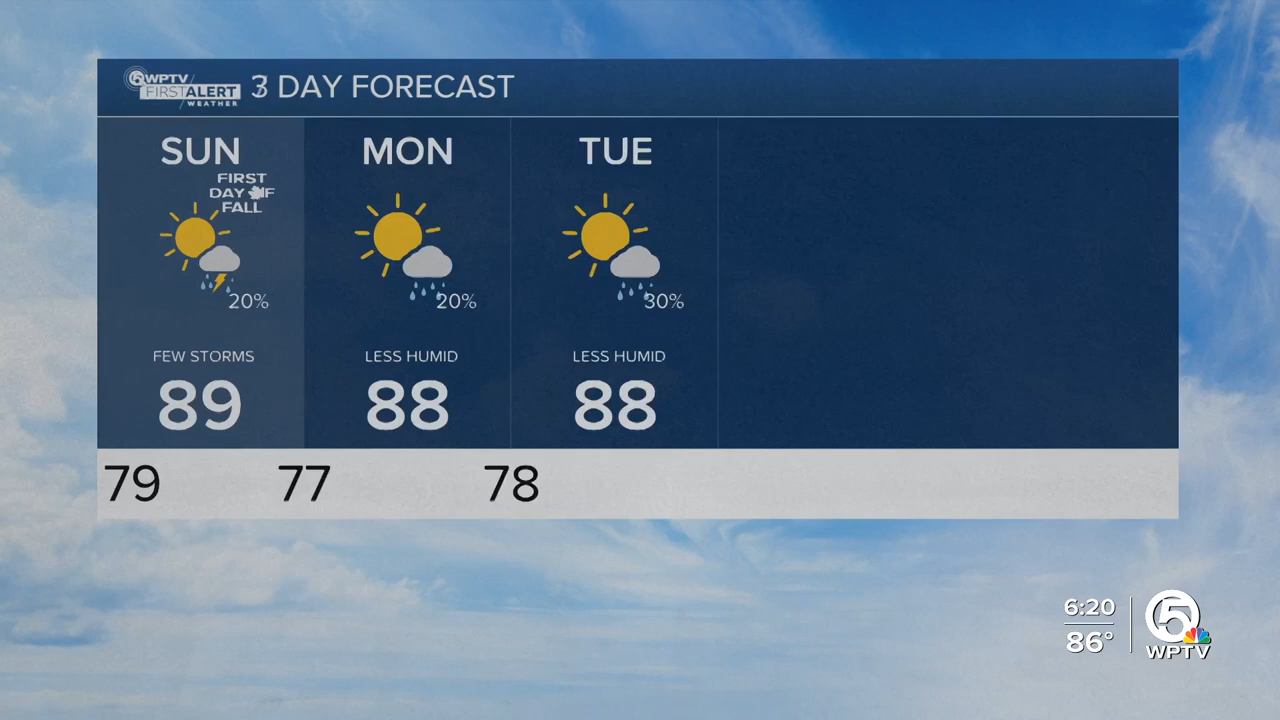 5 WPTV
FIRST ALERT
WEATHER
3 DAY FORECAST
SUN
FIRST
DAY OF
FALL
20%
FEW STORMS
89
MON
20%
LESS HUMID
88
TUE
30%
LESS HUMID
88
79 77 78
6:20
86°
5
WPTV